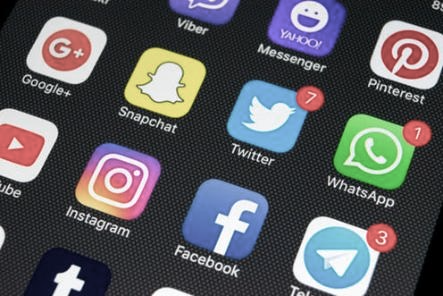 Viber
YAHOO!
Messenger
Pinterest
Google+
Snapchat
7
Twitter
1
WhatsApp
Instagram
Facebook
3